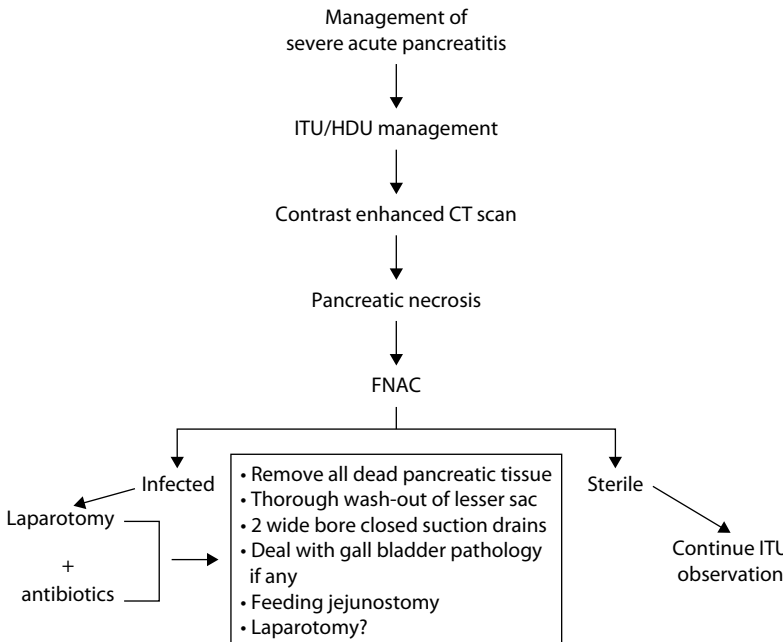 Management of
severe acute pancreatitis
ITU/HDU management
Contrast enhanced CT scan
Pancreatic necrosis
FNAC
Infected
Laparotomy
+
antibiotics
• Remove all dead pancreatic tissue
• Thorough wash-out of lesser sac
• 2 wide bore closed suction drains
• Deal with gall bladder pathology
if any
• Feeding jejunostomy
• Laparotomy?
Sterile
Continue ITU
observation